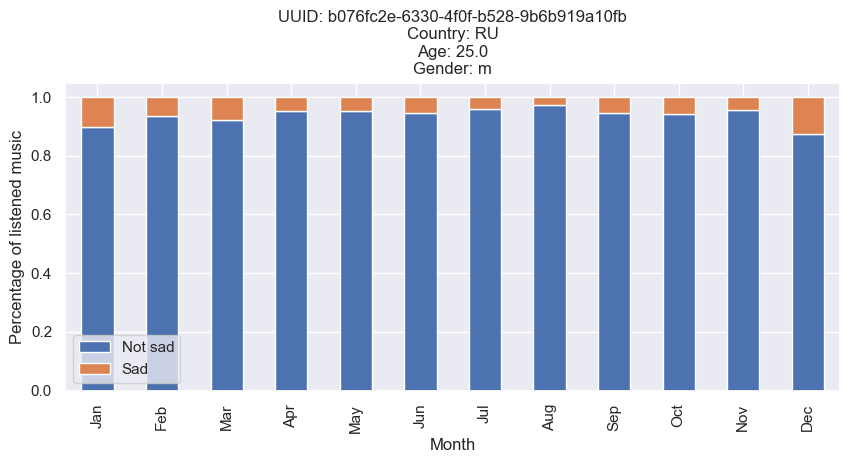 UUID: b076fc2e-6330-4f0f-b528-9b6b919a10fb
Country: RU
Age: 25.0
Gender: m
Percentage of listened music
1.0
0.8
0.6
0.4
0.2
0.0
Not sad
Sad
Jan
Feb
Mar
Apr
May
Jun
Jul
Aug
Sep
Oct
Nov
Dec
Month